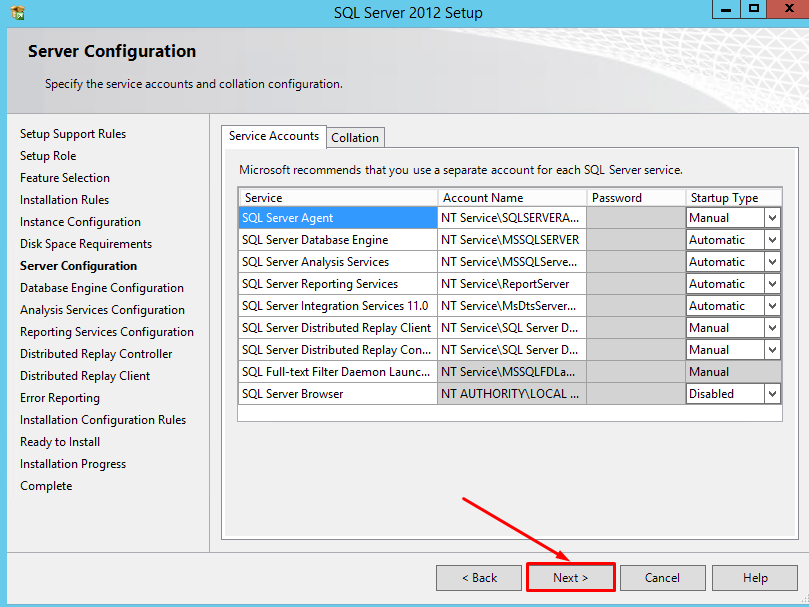 SQL Server 2012 Setup
Server Configuration
Specify the service accounts and collation configuration.
Setup Support Rules
Setup Role
Feature Selection
Installation Rules
Instance Configuration
Disk Space Requirements
Server Configuration
Database Engine Configuration
Analysis Services Configuration
Reporting Services Configuration
Distributed Replay Controller
Distributed Replay Client
Error Reporting
Installation Configuration Rules
Ready to Install
Installation Progress
Complete
Service Accounts Collation
Microsoft recommends that you use a separate account for each SQL Server service.
Service Account Name Password Startup Type
SQL Server Agent NT Service\SQLSERVERA... Manual
SQL Server Database Engine NT Service\MSSQLSERVER Automatic
SQL Server Analysis Services NT Service\MSSQLServe... Automatic
SQL Server Reporting Services NT Service\ReportServer Automatic
SQL Server Integration Services 11.0 NT Service\MsDtsServer... Automatic
SQL Server Distributed Replay Client NT Service\SQL Server D... Manual
SQL Server Distributed Replay Con... NT Service\SQL Server D... Manual
SQL Full-text Filter Daemon Launc... NT Service\MSSQLFDLa... Manual
SQL Server Browser NT AUTHORITY\LOCAL ... Disabled
< Back Next > Cancel Help